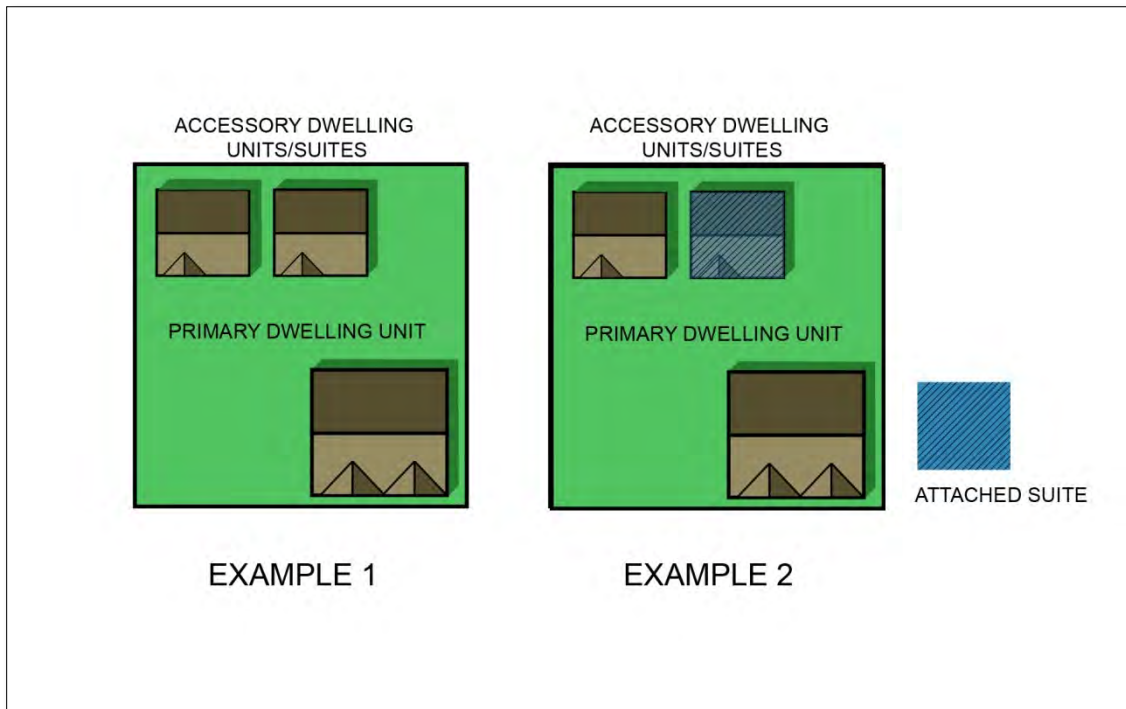 ACCESSORY DWELLING
UNITS/SUITES
PRIMARY DWELLING UNIT
EXAMPLE 1
ACCESSORY DWELLING
UNITS/SUITES
PRIMARY DWELLING UNIT
ATTACHED SUITE
EXAMPLE 2